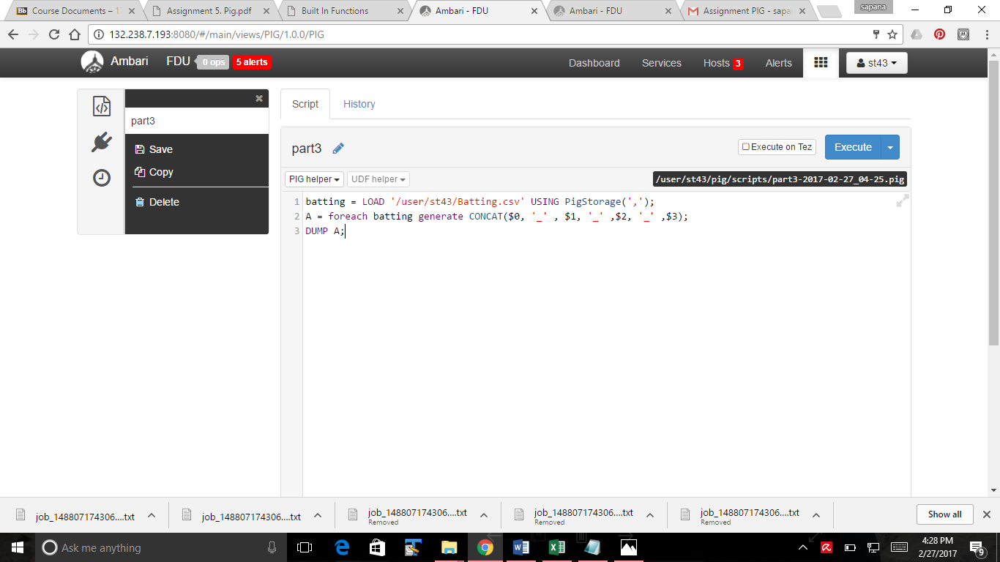 Bb Course Documents – 17
Assignment 5. Pig.pdf
Built In Functions
Ambari - FDU
Ambari - FDU
Assignment PIG - sapa
sapana
132.238.7.193:8080/#/main/views/PIG/1.0.0/PIG
Ambari
FDU
0 ops
5 alerts
Dashboard
Services
Hosts 3
Alerts
st43
part3
Save
Copy
Delete
Script
History
part3
Execute on Tez
Execute
PIG helper
UDF helper
/user/st43/pig/scripts/part3-2017-02-27_04-25.pig
1 batting = LOAD '/user/st43/Batting.csv' USING PigStorage(',');
2 A = foreach batting generate CONCAT($0, '_' , $1, '_' ,$2, '_' ,$3);
3 DUMP A;
job_148807174306....txt
job_148807174306....txt
job_148807174306....txt
Removed
job_148807174306....txt
Removed
job_148807174306....txt
Removed
Show all
Ask me anything
4:28 PM
2/27/2017
9